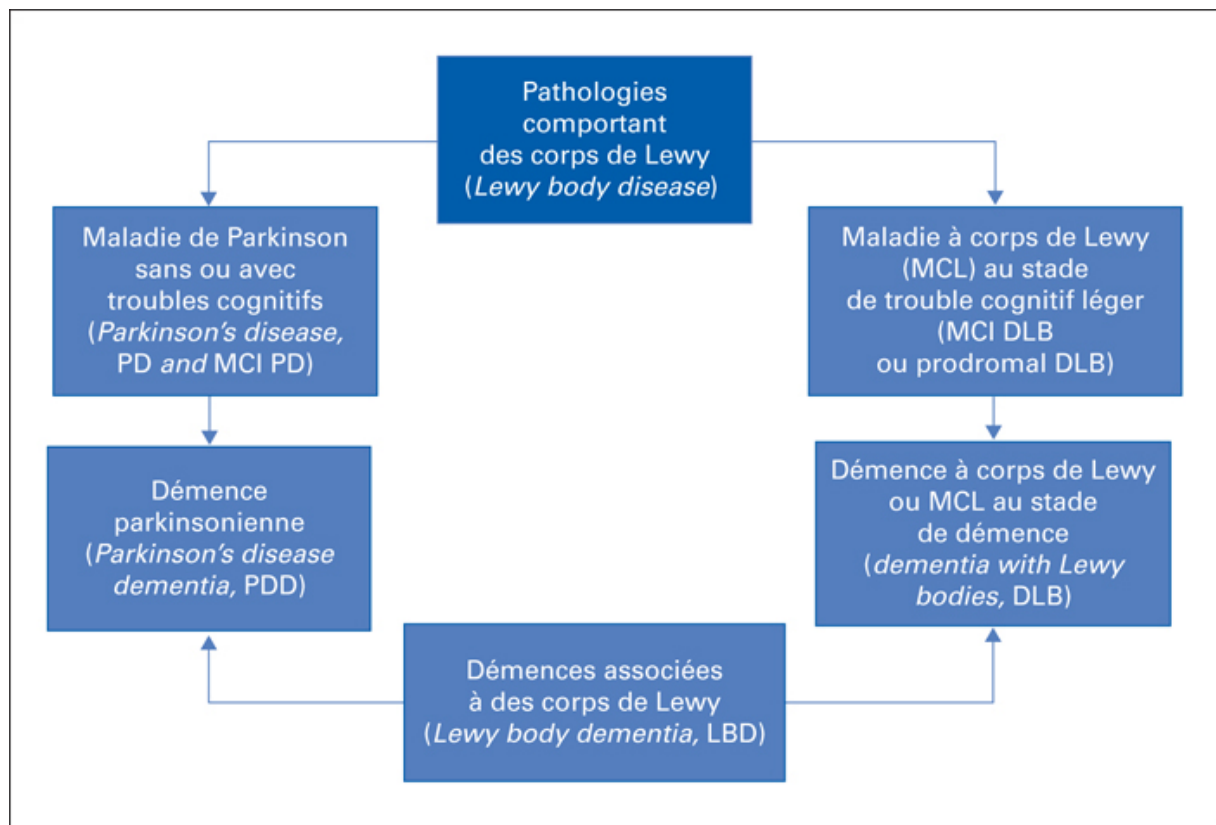 Pathologies
comportant
des corps de Lewy
(Lewy body disease)
Maladie de Parkinson
sans ou avec
troubles cognitifs
(Parkinson's disease,
PD and MCI PD)
Maladie à corps de Lewy
(MCL) au stade
de trouble cognitif léger
(MCI DLB
ou prodromal DLB)
Démence
parkinsonienne
(Parkinson's disease
dementia, PDD)
Démence à corps de Lewy
ou MCL au stade
de démence
(dementia with Lewy
bodies, DLB)
Démences associées
à des corps de Lewy
(Lewy body dementia, LBD)